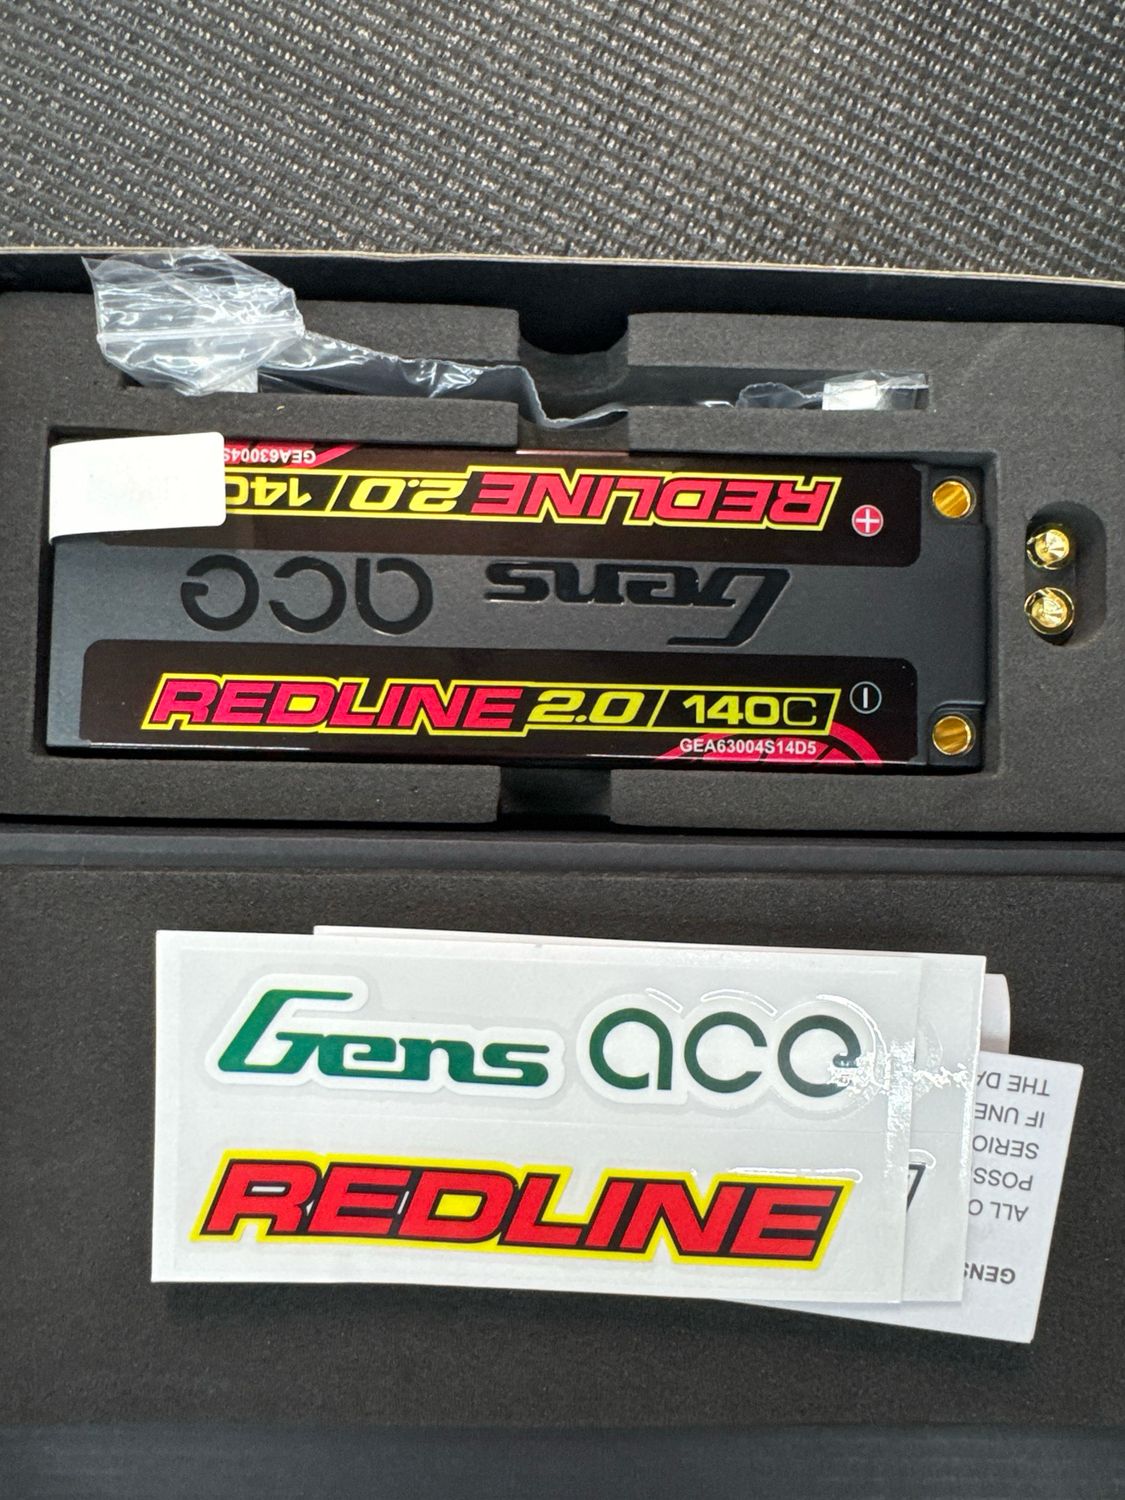 GEA63004S
REDLINE 2.0 / 140C
Gens ace
REDLINE 2.0 / 140C
GEA63004S14D5
Gens ace
REDLINE
GENS
ALL
POSS
SERIO
IF UNE
THE DA